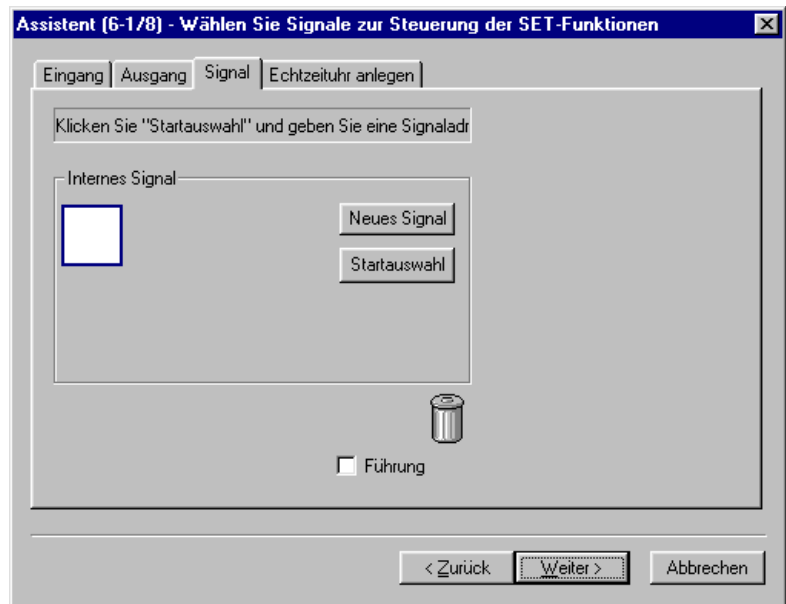 Assistent (6-1/8) - Wählen Sie Signale zur Steuerung der SET-Funktionen
Eingang Ausgang Signal Echtzeituhr anlegen
Klicken Sie "Startauswahl" und geben Sie eine Signaladr
Internes Signal
Neues Signal
Startauswahl
Führung
< Zurück Weiter > Abbrechen